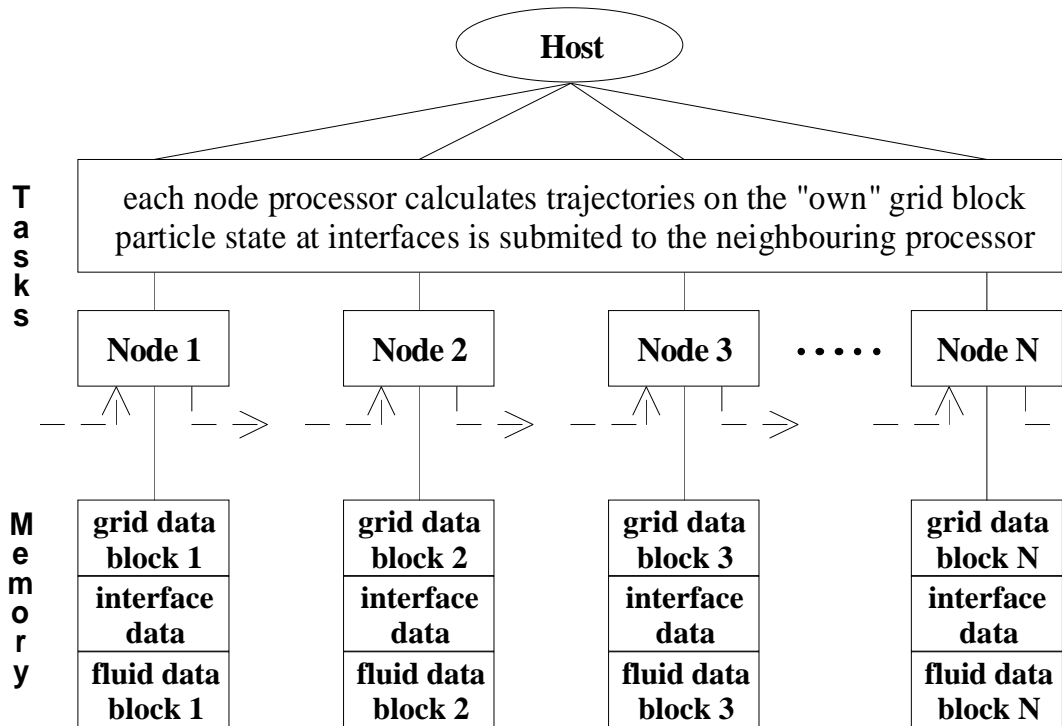 Host
Tasks
each node processor calculates trajectories on the "own" grid block
particle state at interfaces is submited to the neighbouring processor
Node 1
Node 2
Node 3
.....
Node N
Memory
grid data
block 1
grid data
block 2
grid data
block 3
grid data
block N
interface
data
interface
data
interface
data
interface
data
fluid data
block 1
fluid data
block 2
fluid data
block 3
fluid data
block N